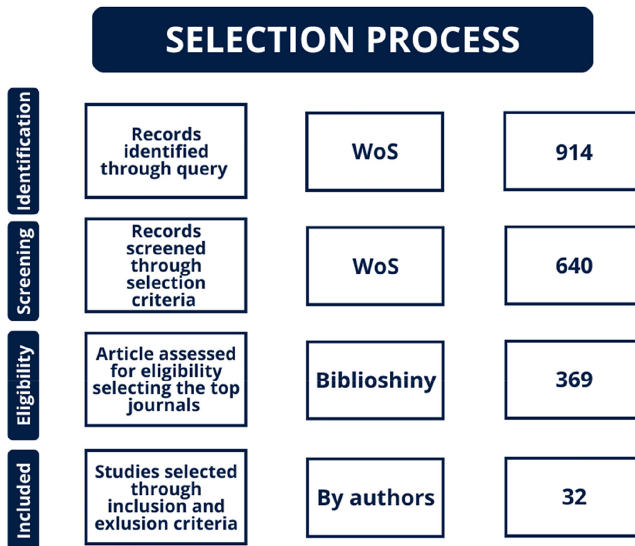 SELECTION PROCESS
Identification
Records
identified
through query
WoS
914
Screening
Records
screened
through
selection
criteria
WoS
640
Eligibility
Article assessed
for eligibility
selecting the top
journals
Biblioshiny
369
Included
Studies selected
through
inclusion and
exlusion criteria
By authors
32